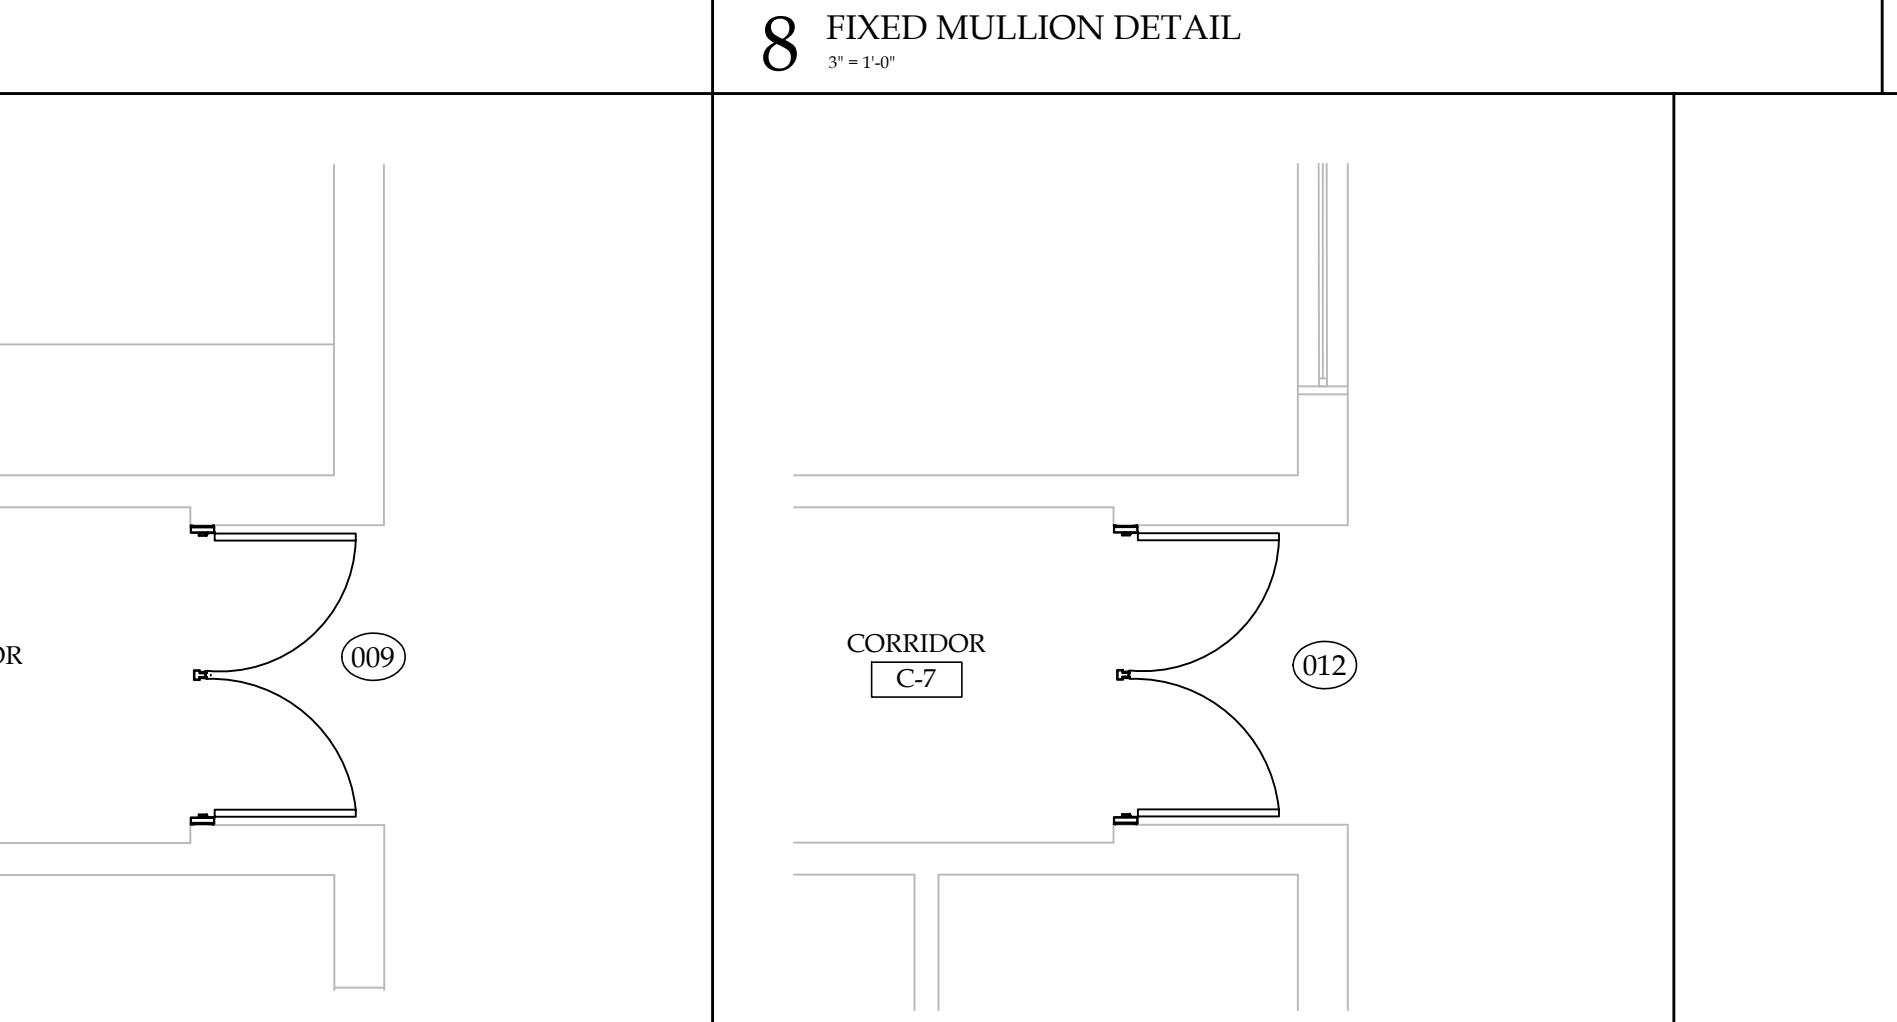 8 FIXED MULLION DETAIL
3" = 1'-0"
009
CORRIDOR
C-7
012